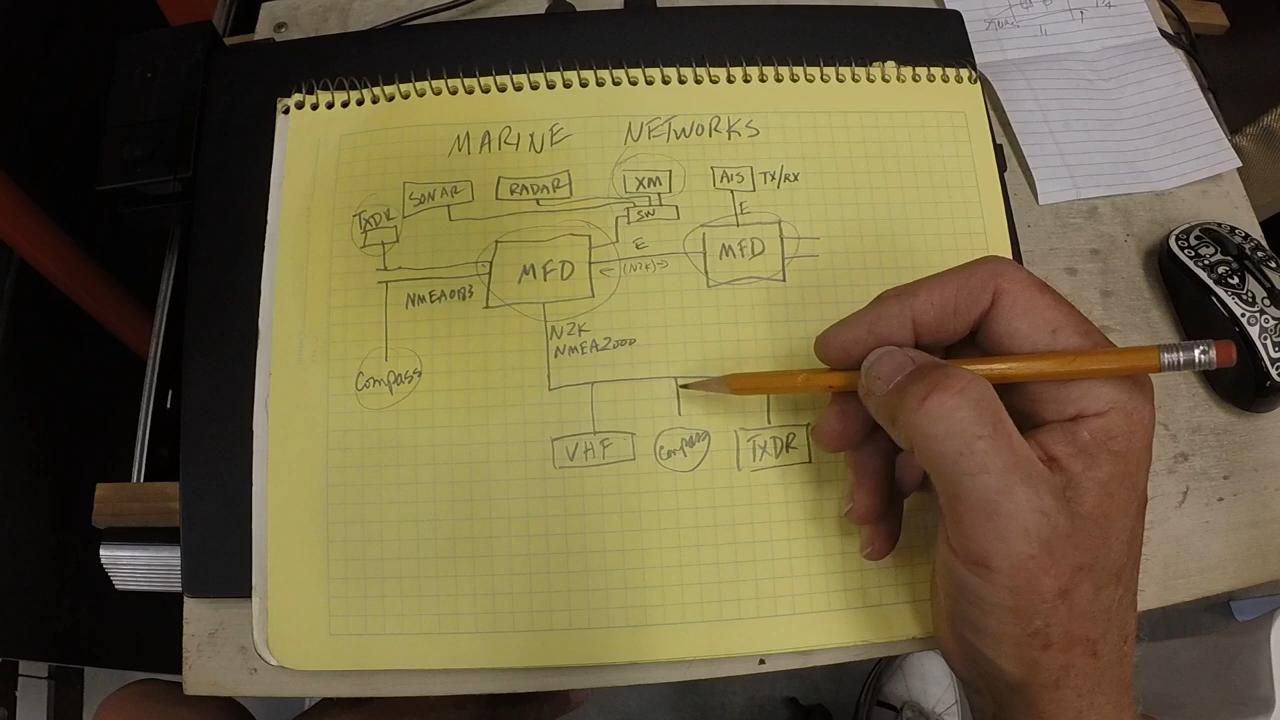 MARINE NETWORKS
SONAR
RADAR
XM
AIS TX/RX
TXDR
SW
E
E
MFD
MFD
(N2K)
NMEA0183
N2K
NMEA2000
Compass
VHF
Compass
TXDR